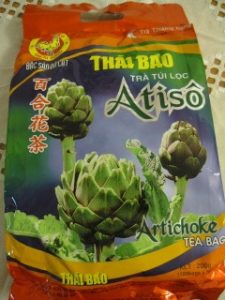 THÁI BẢO
TRÀ TÚI LỌC
Atisô
百合花茶
Artichoke
TEA BAG
THÁI BẢO